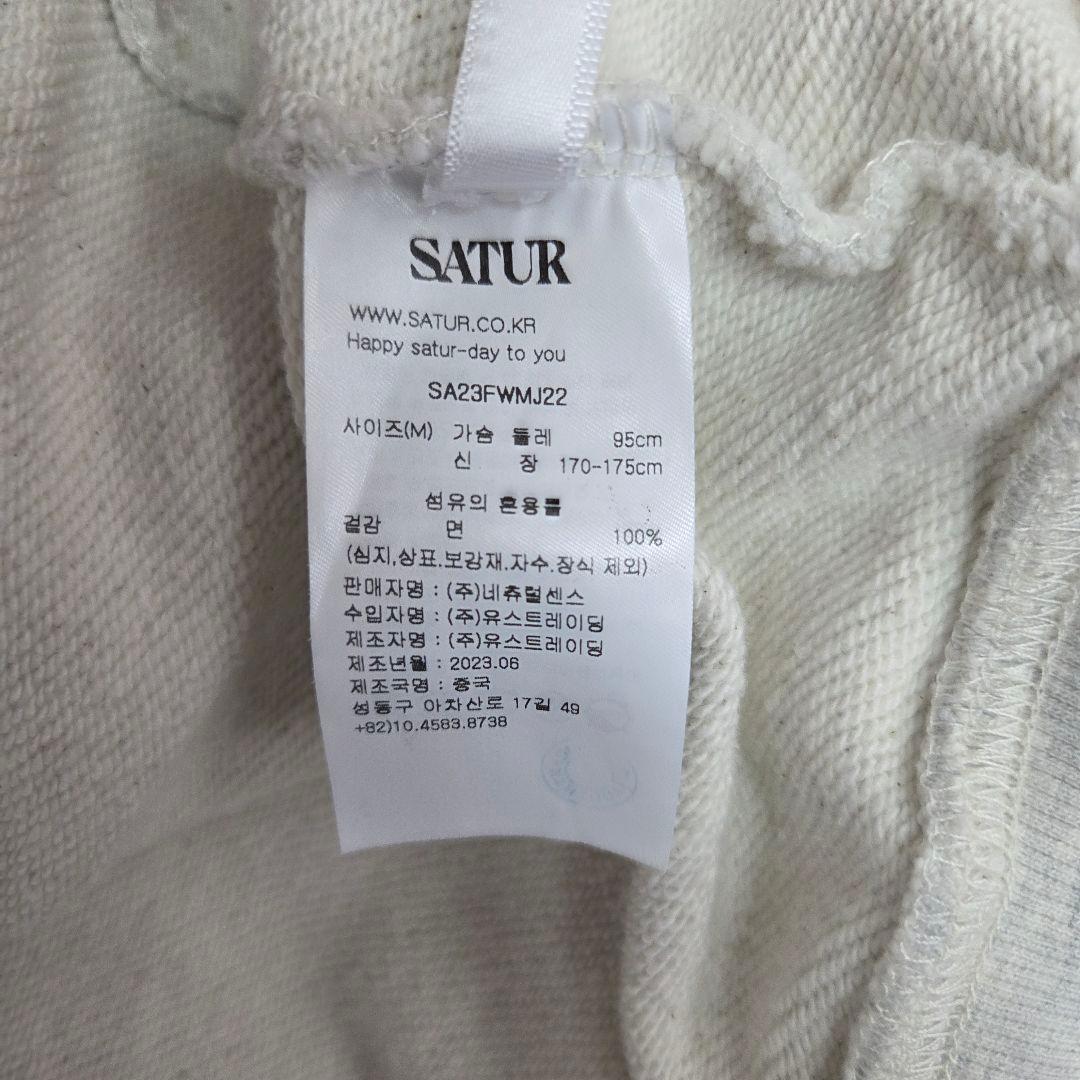 SATUR
WWW.SATUR.CO.KR
Happy satur-day to you
SA23FWMJ22
사이즈(M) 가슴 둘레 95cm
신 장 170-175cm
섬유의 혼용률
겉감 면 100%
(심지,상표.보강재.자수.장식 제외)
판매자명 : (주)네츄럴센스
수입자명 : (주)유스트레이딩
제조자명 : (주)유스트레이딩
제조년월 : 2023.06
제조국명 : 중국
성동구 아차산로 17길 49
+82)10.4583.8738